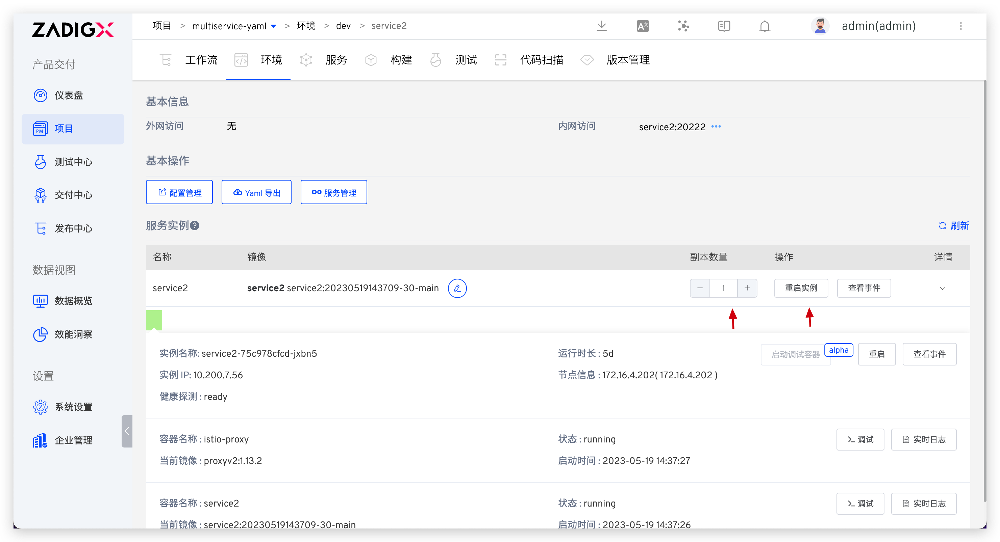 ZADIGX
项目 > multiservice-yaml > 环境 > dev > service2
A文
admin(admin)
产品交付
仪表盘
PM 项目
测试中心
交付中心
发布中心
数据视图
数据概览
效能洞察
设置
系统设置
企业管理
工作流 环境 服务 构建 测试 代码扫描 版本管理
基本信息
外网访问 无 内网访问 service2:20222 •••
基本操作
配置管理 Yaml 导出 服务管理
服务实例? 刷新
名称 镜像 副本数量 操作 详情
service2 service2 service2:20230519143709-30-main − 1 + 重启实例 查看事件
实例名称: service2-75c978cfcd-jxbn5 运行时长 : 5d 启动调试容器 alpha 重启 查看事件
实例 IP: 10.200.7.56 节点信息 : 172.16.4.202( 172.16.4.202 )
健康探测 : ready
容器名称 : istio-proxy 状态 : running >_ 调试 实时日志
当前镜像 : proxyv2:1.13.2 启动时间 : 2023-05-19 14:37:27
容器名称 : service2 状态 : running >_ 调试 实时日志
当前镜像 : service2:20230519143709-30-main 启动时间 : 2023-05-19 14:37:26